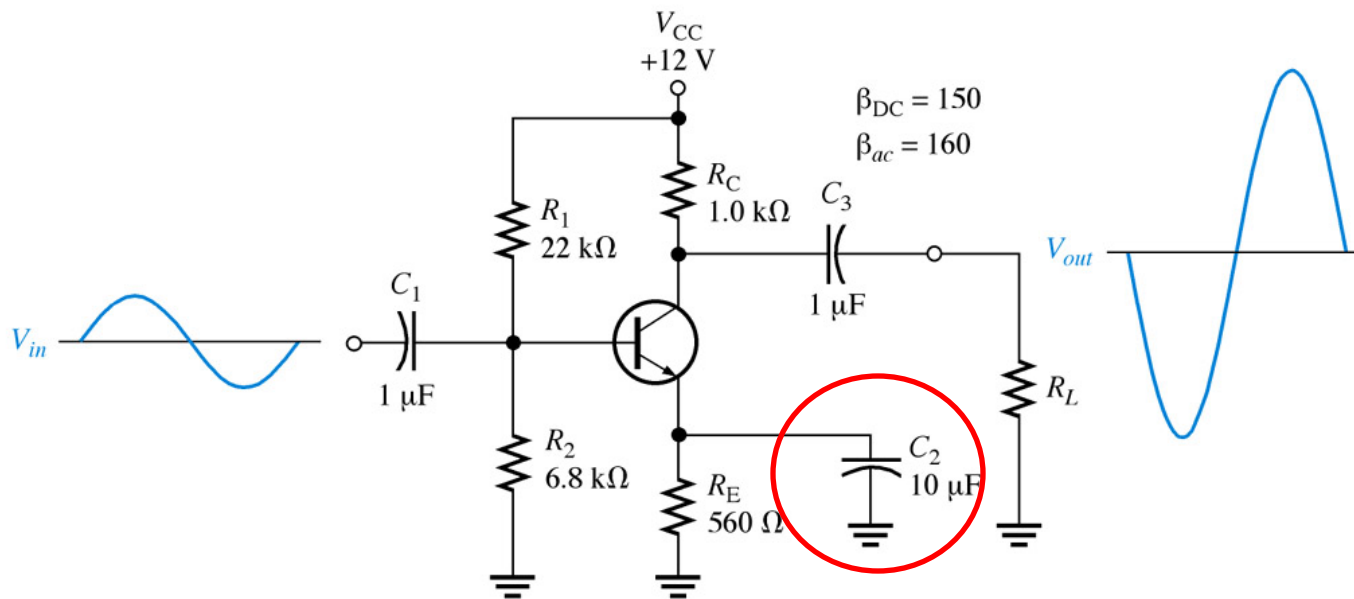 V_CC
+12 V
β_DC = 150
β_ac = 160
R_C
1.0 kΩ
C_3
1 μF
R_1
22 kΩ
V_out
C_1
1 μF
V_in
R_L
R_2
6.8 kΩ
C_2
10 μF
R_E
560 Ω